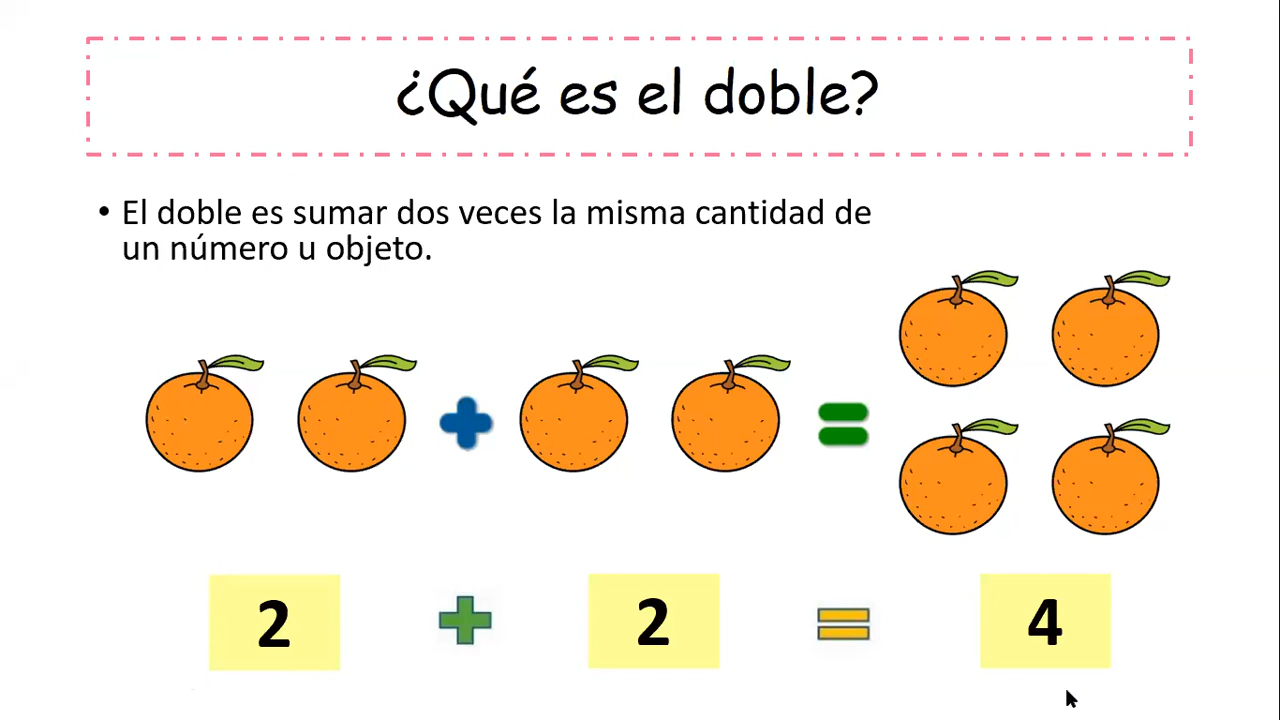 ¿Qué es el doble?
• El doble es sumar dos veces la misma cantidad de
un número u objeto.
2 + 2 = 4